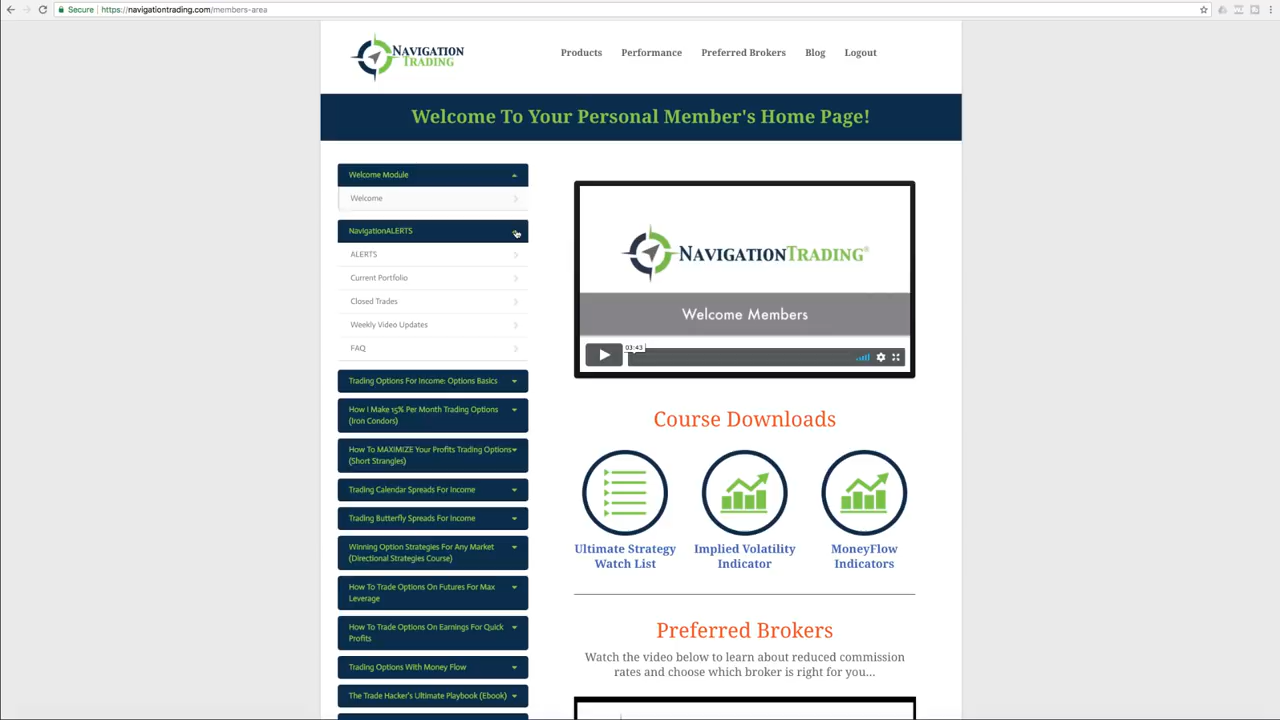 Secure
https://navigationtrading.com/members-area
NAVIGATION
TRADING
Products
Performance
Preferred Brokers
Blog
Logout
Welcome To Your Personal Member's Home Page!
Welcome Module
Welcome
NavigationALERTS
ALERTS
Current Portfolio
Closed Trades
Weekly Video Updates
FAQ
Trading Options For Income: Options Basics
How I Make 15% Per Month Trading Options
(Iron Condors)
How To MAXIMIZE Your Profits Trading Options
(Short Strangles)
Trading Calendar Spreads For Income
Trading Butterfly Spreads For Income
Winning Option Strategies For Any Market
(Directional Strategies Course)
How To Trade Options On Futures For Max
Leverage
How To Trade Options On Earnings For Quick
Profits
Trading Options With Money Flow
The Trade Hacker's Ultimate Playbook (Ebook)
NAVIGATIONTRADING®
Welcome Members
03:43
Course Downloads
Ultimate Strategy
Watch List
Implied Volatility
Indicator
MoneyFlow
Indicators
Preferred Brokers
Watch the video below to learn about reduced commission
rates and choose which broker is right for you...